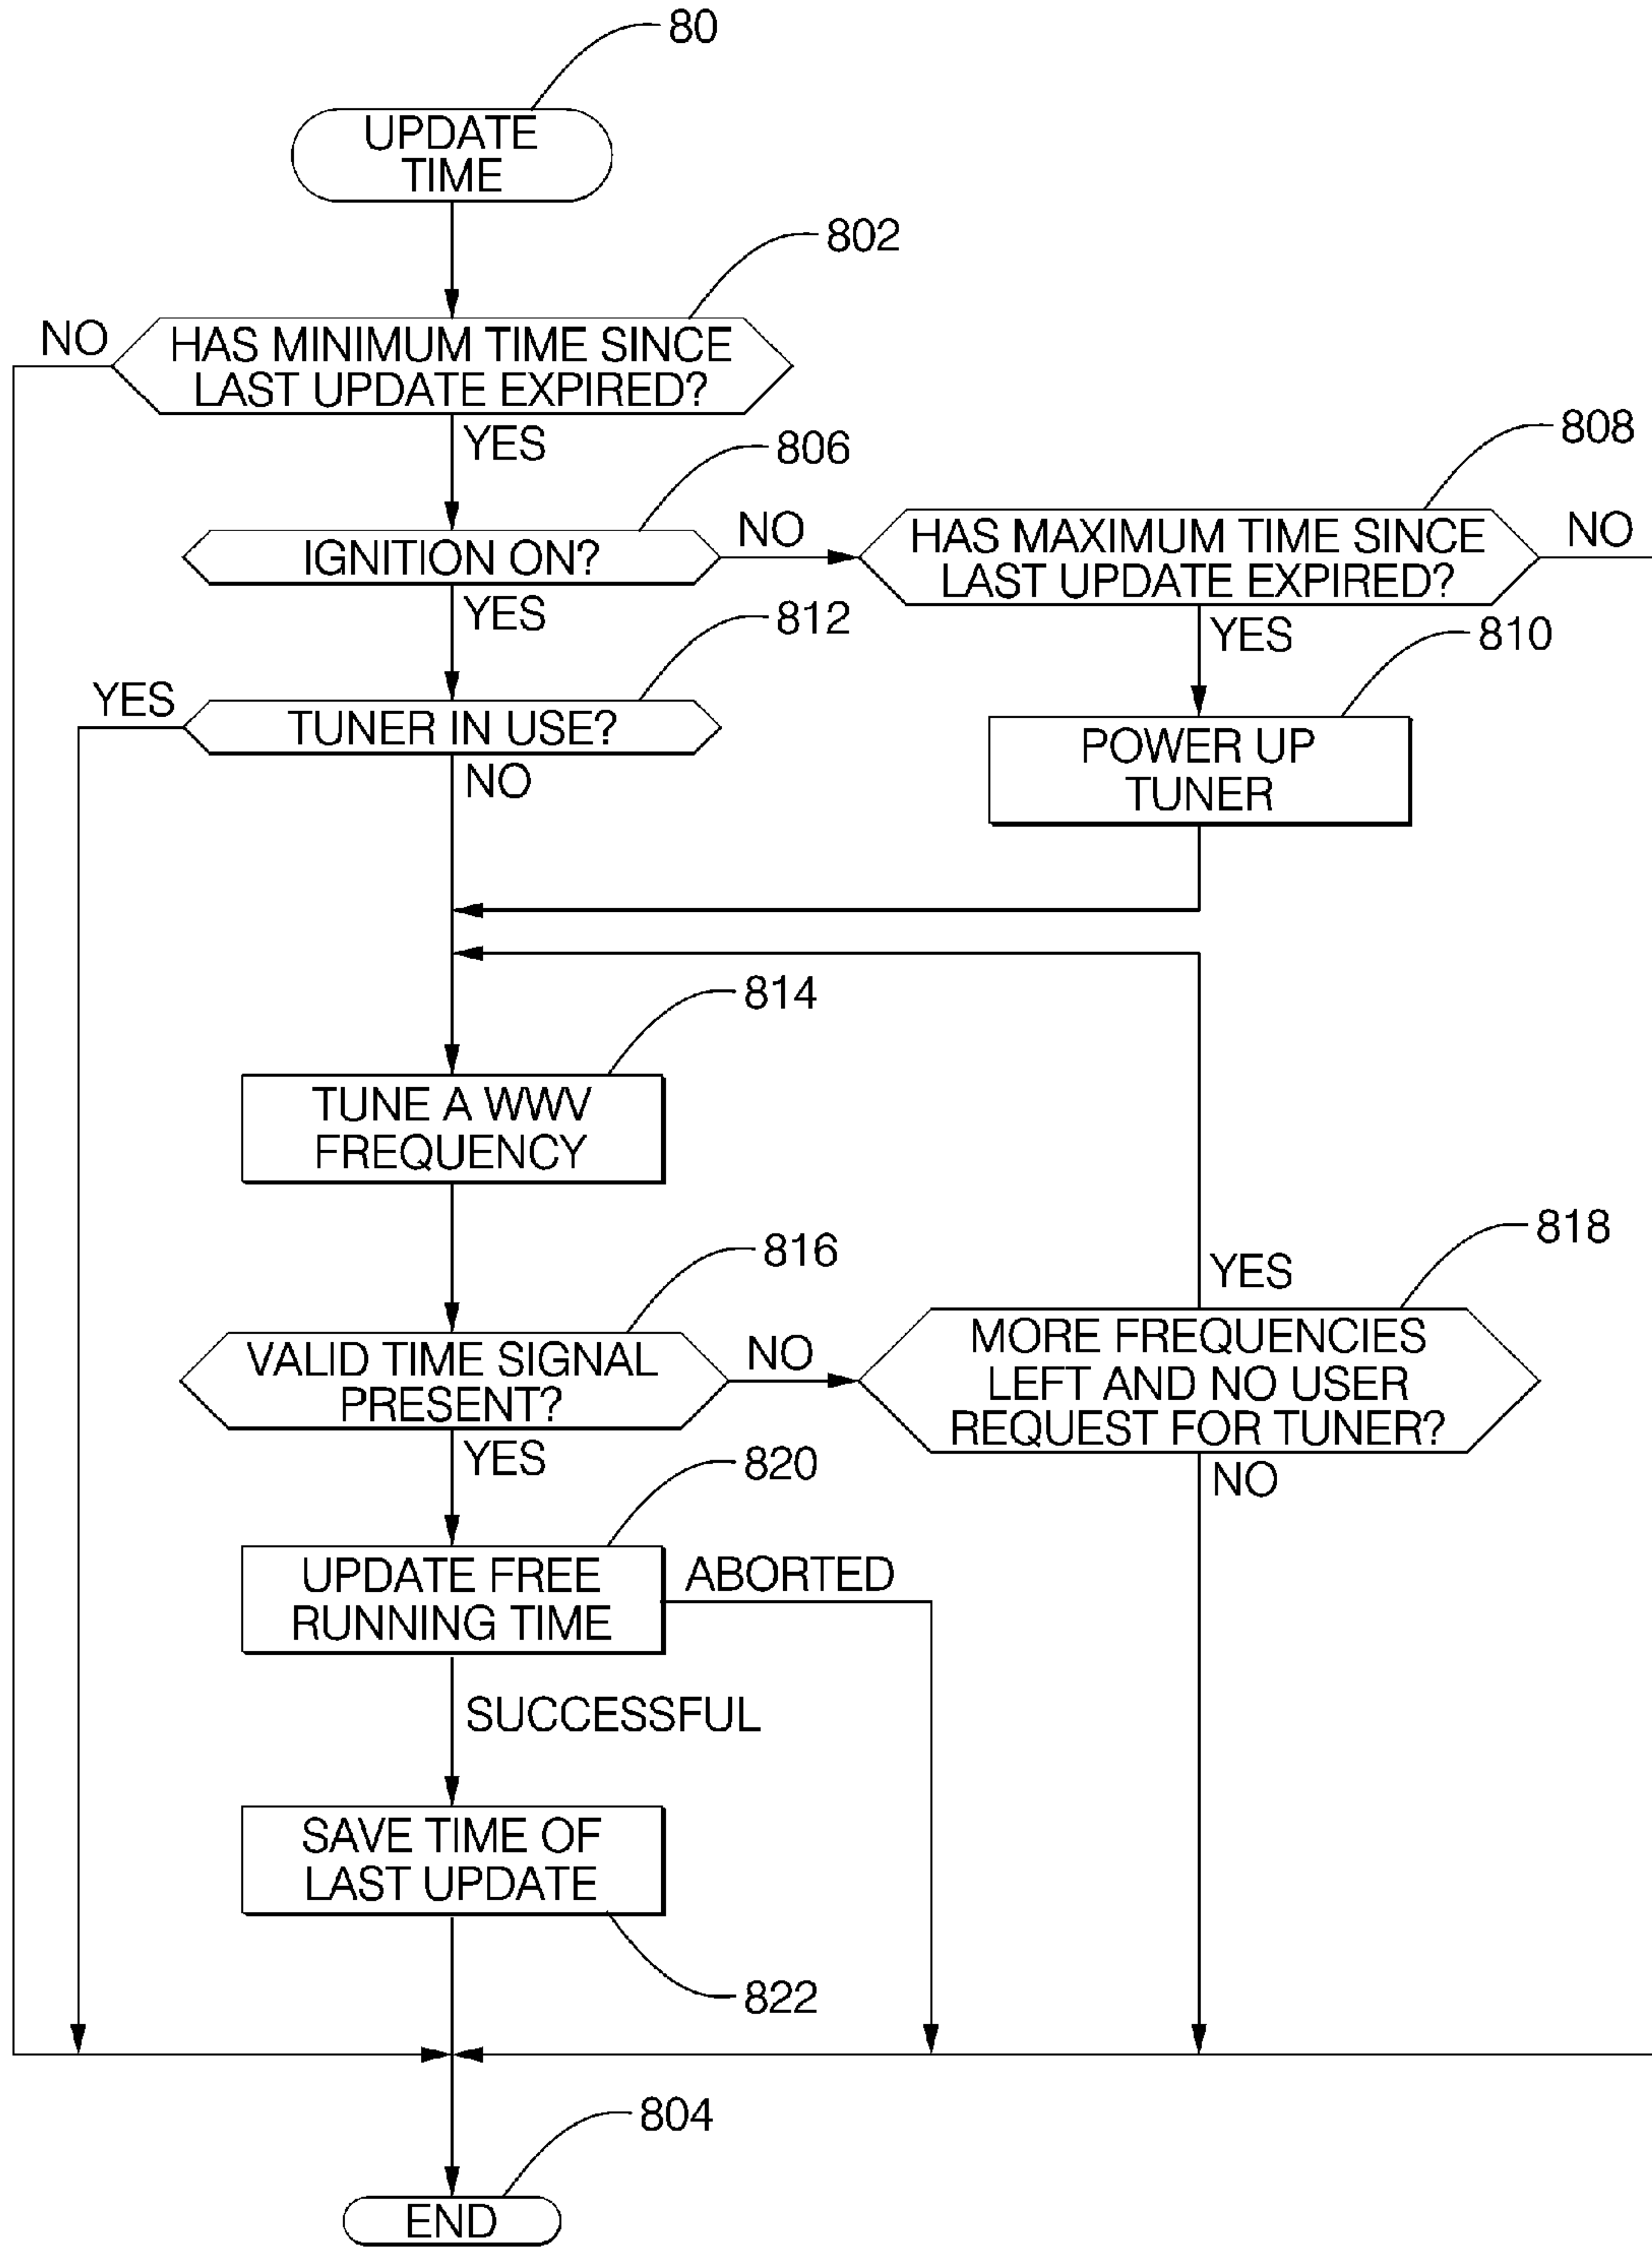 80
UPDATE
TIME
802
NO
HAS MINIMUM TIME SINCE
LAST UPDATE EXPIRED?
YES
806
808
IGNITION ON?
NO
HAS MAXIMUM TIME SINCE
LAST UPDATE EXPIRED?
NO
YES
812
YES
810
YES
TUNER IN USE?
NO
POWER UP
TUNER
814
TUNE A WWV
FREQUENCY
816
818
YES
VALID TIME SIGNAL
PRESENT?
NO
MORE FREQUENCIES
LEFT AND NO USER
REQUEST FOR TUNER?
YES
820
NO
UPDATE FREE
RUNNING TIME
ABORTED
SUCCESSFUL
SAVE TIME OF
LAST UPDATE
822
804
END